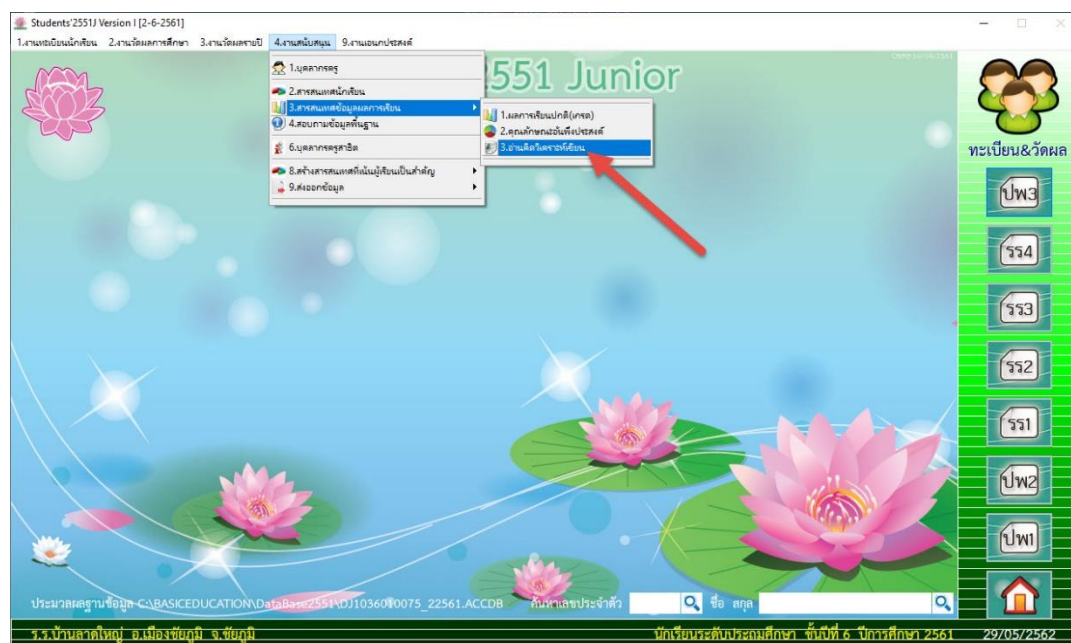 Students'2551J Version I [2-6-2561]
1.งานทะเบียนนักเรียน 2.งานวัดผลการศึกษา 3.งานวัดผลรายปี 4.งานสนับสนุน 9.งานเอนกประสงค์
2551 Junior
1.บุคลากรครู
2.สารสนเทศนักเรียน
3.สารสนเทศข้อมูลผลการเรียน
4.สอบถามข้อมูลพื้นฐาน
6.บุคลากรครูสาธิต
8.สร้างสารสนเทศที่เน้นผู้เรียนเป็นสำคัญ
9.ส่งออกข้อมูล
1.ผลการเรียนปกติ(เกรด)
2.คุณลักษณะอันพึงประสงค์
3.อ่านคิดวิเคราะห์เขียน
ทะเบียน&วัดผล
ปพ3
รร4
รร3
รร2
รร1
ปพ2
ปพ1
ประมวลผลฐานข้อมูล C:\BASICEDUCATION\DataBase2551\DJ1036010075_22561.ACCDB ค้นหาเลขประจำตัว ชื่อ สกุล
ร.ร.บ้านลาดใหญ่ อ.เมืองชัยภูมิ จ.ชัยภูมิ นักเรียนระดับประถมศึกษา ชั้นปีที่ 6 ปีการศึกษา 2561 29/05/2562